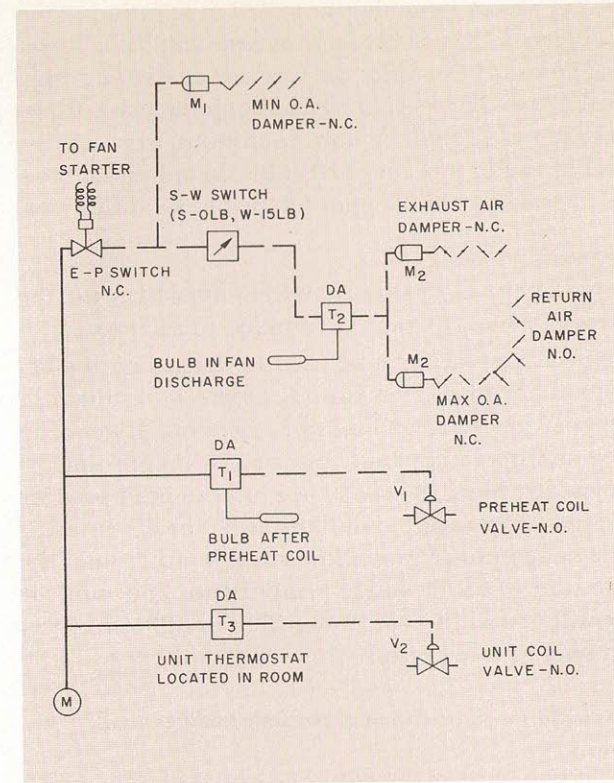 M1
MIN O.A.
DAMPER-N.C.
TO FAN
STARTER
S-W SWITCH
(S-0LB, W-15LB)
E-P SWITCH
N.C.
EXHAUST AIR
DAMPER-N.C.
M2
DA
T2
BULB IN FAN
DISCHARGE
RETURN
AIR
DAMPER
N.O.
M2
MAX O.A.
DAMPER
N.C.
DA
T1
BULB AFTER
PREHEAT COIL
V1
PREHEAT COIL
VALVE-N.O.
DA
T3
UNIT THERMOSTAT
LOCATED IN ROOM
V2
UNIT COIL
VALVE-N.O.
M